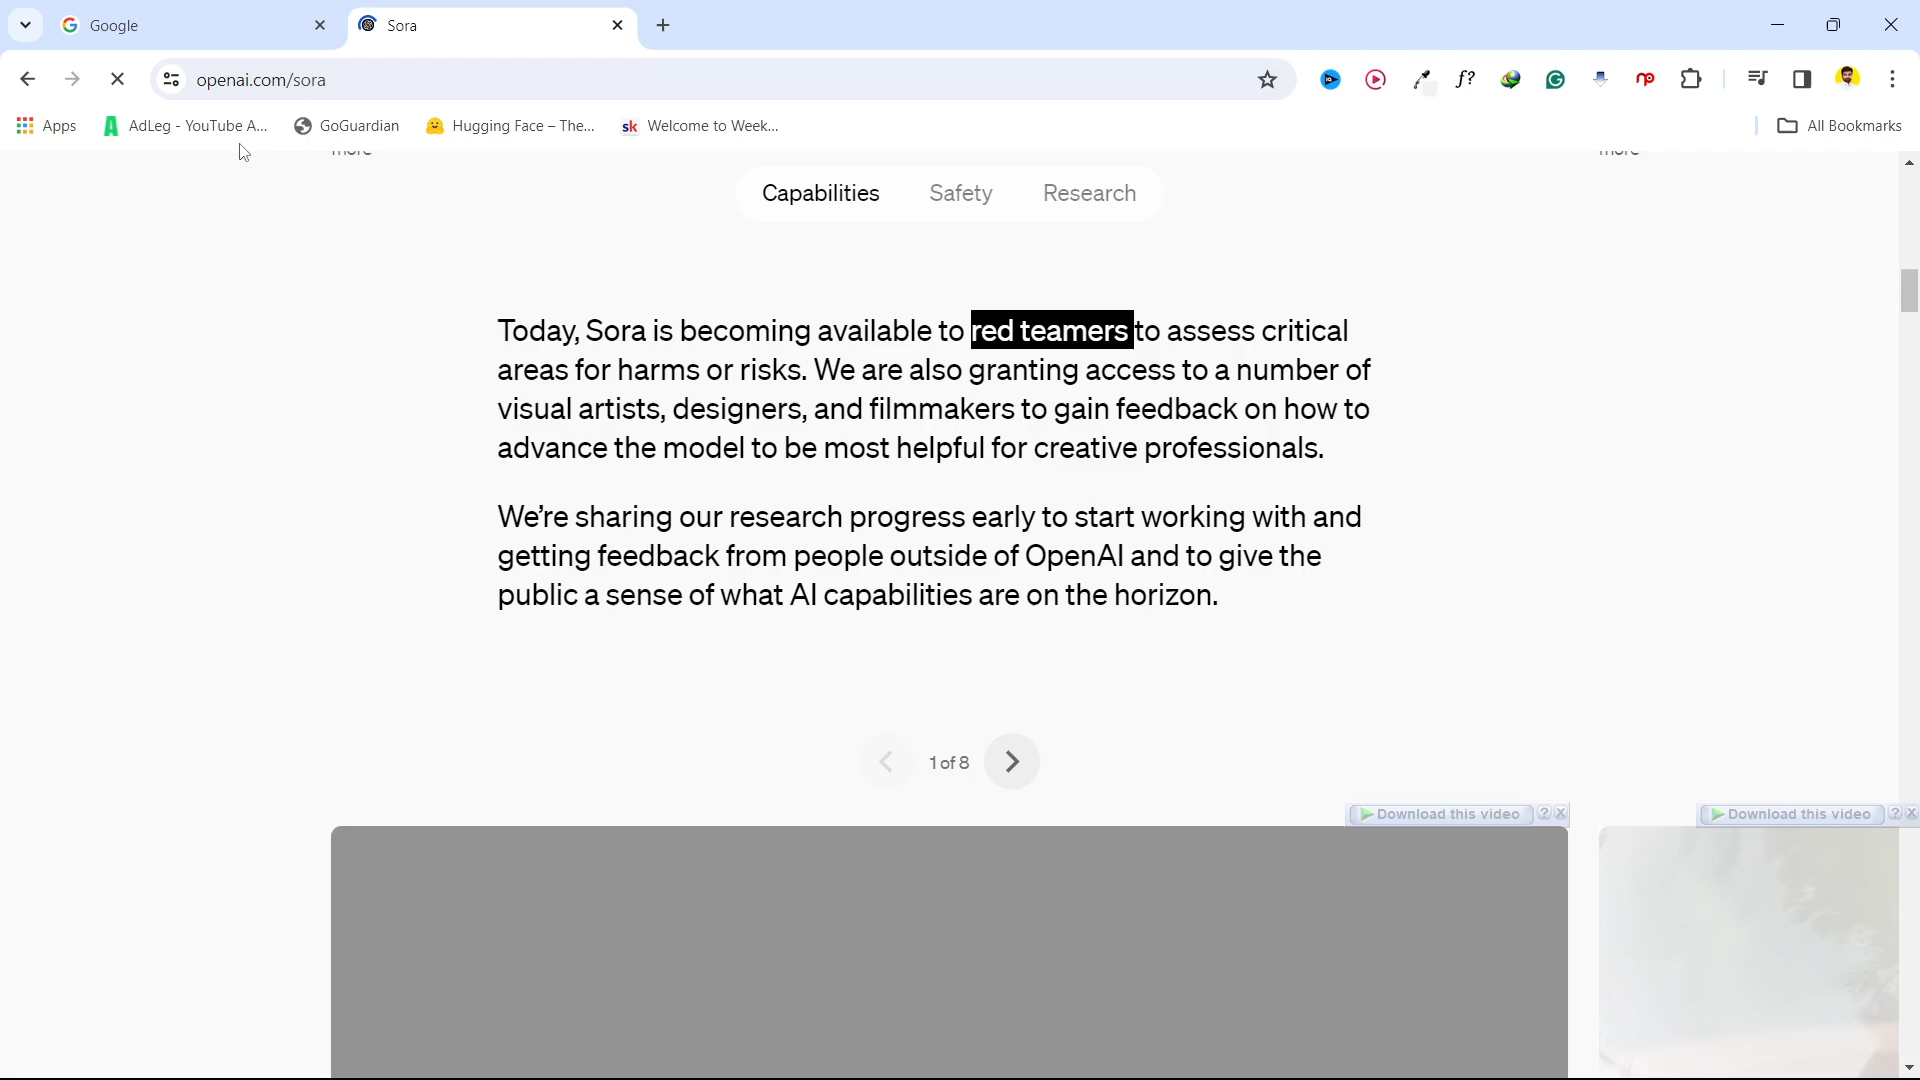 Google
Sora
openai.com/sora
Apps
AdLeg - YouTube A...
GoGuardian
Hugging Face – The...
sk Welcome to Week...
All Bookmarks
more
more
Capabilities Safety Research
Today, Sora is becoming available to red teamers to assess critical
areas for harms or risks. We are also granting access to a number of
visual artists, designers, and filmmakers to gain feedback on how to
advance the model to be most helpful for creative professionals.
We're sharing our research progress early to start working with and
getting feedback from people outside of OpenAI and to give the
public a sense of what AI capabilities are on the horizon.
1 of 8
Download this video ?
Download this video ?